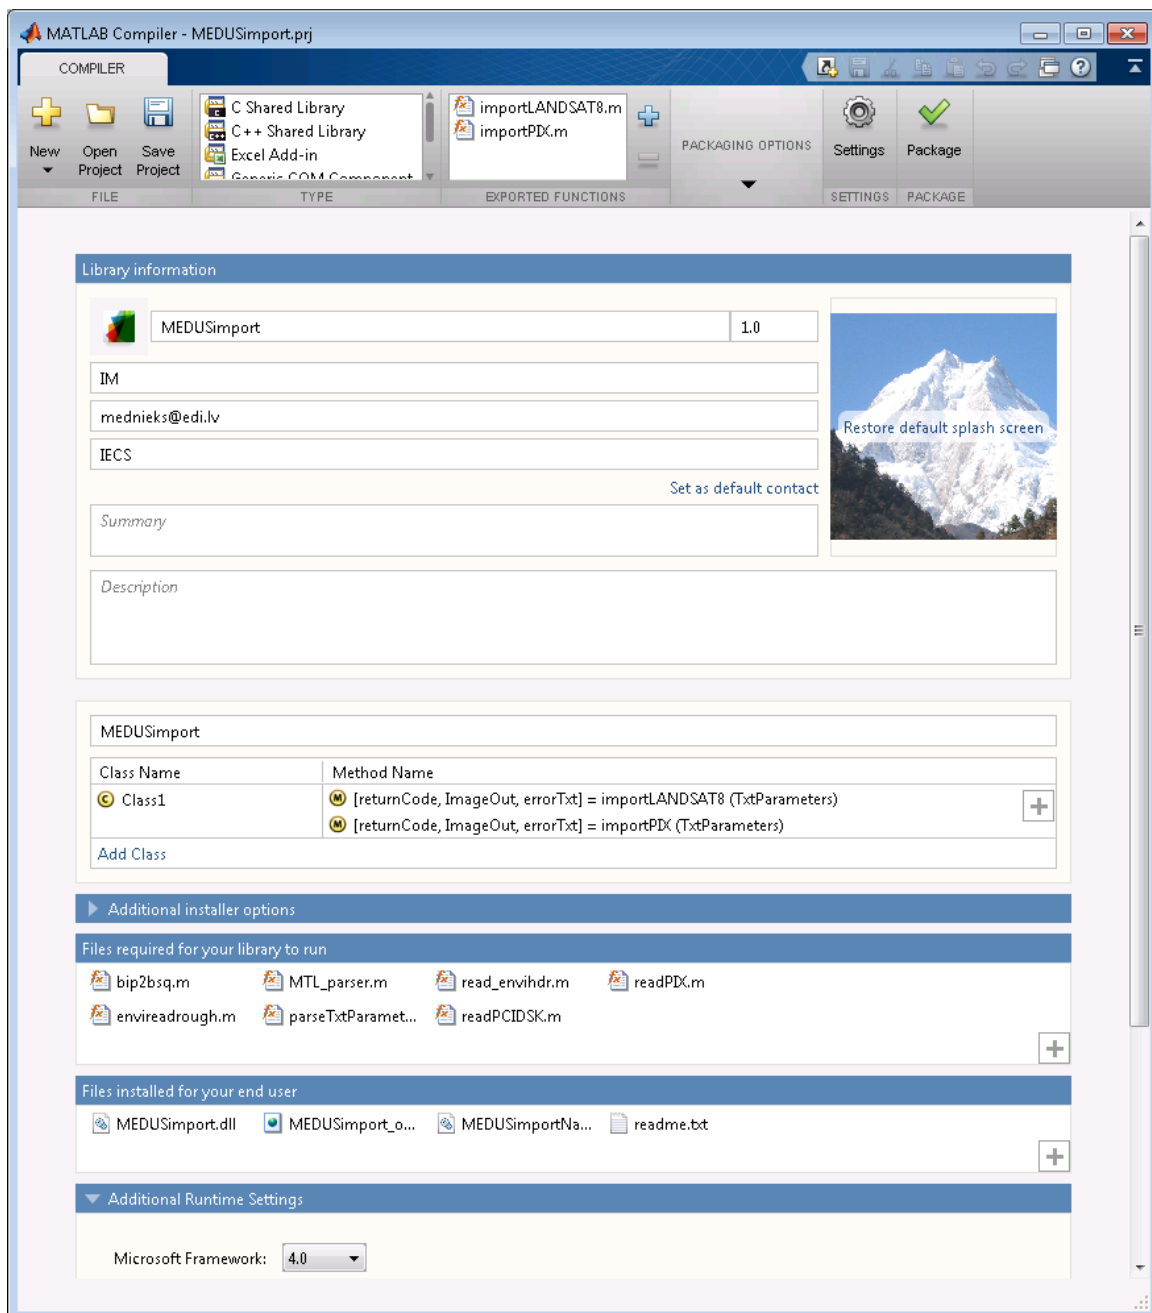 MATLAB Compiler - MEDUSimport.prj
COMPILER
New
Open Project
Save Project
FILE
C Shared Library
C++ Shared Library
Excel Add-in
Generic COM Component
TYPE
importLANDSAT8.m
importPIX.m
EXPORTED FUNCTIONS
PACKAGING OPTIONS
Settings
SETTINGS
Package
PACKAGE
Library information
MEDUSimport 1.0
IM
mednieks@edi.lv
IECS
Restore default splash screen
Set as default contact
Summary
Description
MEDUSimport
Class Name Method Name
Class1 [returnCode, ImageOut, errorTxt] = importLANDSAT8 (TxtParameters)
[returnCode, ImageOut, errorTxt] = importPIX (TxtParameters)
Add Class
Additional installer options
Files required for your library to run
bip2bsq.m MTL_parser.m read_envihdr.m readPIX.m
envireadrough.m parseTxtParamet... readPCIDSK.m
Files installed for your end user
MEDUSimport.dll MEDUSimport_o... MEDUSimportNa... readme.txt
Additional Runtime Settings
Microsoft Framework: 4.0